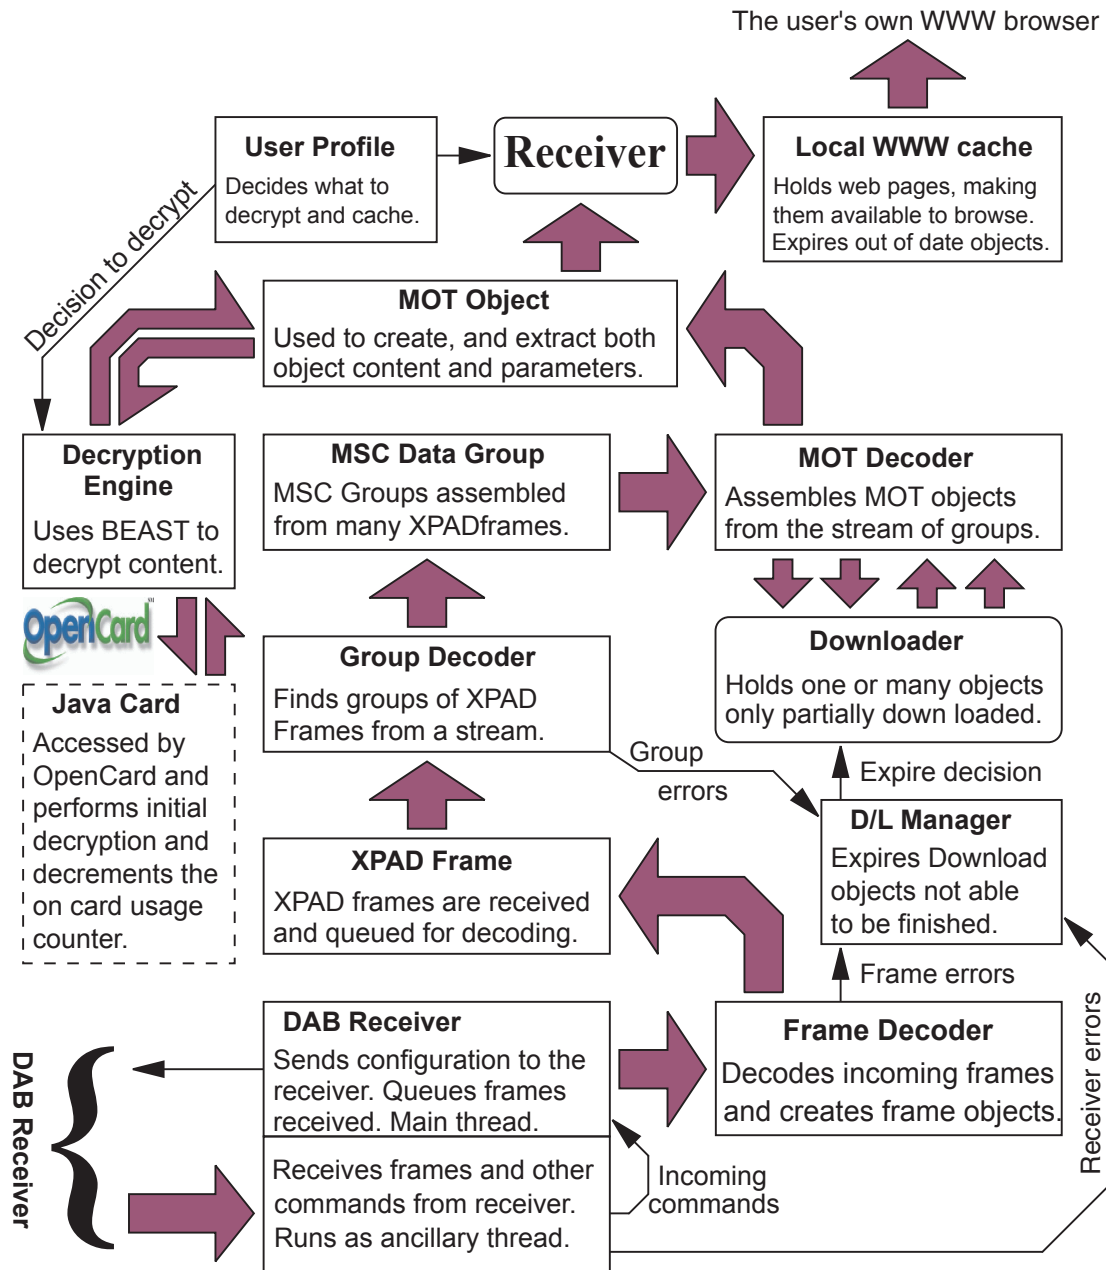 The user's own WWW browser
User Profile
Decides what to
decrypt and cache.
Receiver
Local WWW cache
Holds web pages, making
them available to browse.
Expires out of date objects.
Decision to decrypt
MOT Object
Used to create, and extract both
object content and parameters.
Decryption
Engine
Uses BEAST to
decrypt content.
MSC Data Group
MSC Groups assembled
from many XPADframes.
MOT Decoder
Assembles MOT objects
from the stream of groups.
OpenCard
SM
Java Card
Accessed by
OpenCard and
performs initial
decryption and
decrements the
on card usage
counter.
Group Decoder
Finds groups of XPAD
Frames from a stream.
Downloader
Holds one or many objects
only partially down loaded.
Group
errors
Expire decision
D/L Manager
Expires Download
objects not able
to be finished.
XPAD Frame
XPAD frames are received
and queued for decoding.
Frame errors
DAB Receiver
DAB Receiver
Sends configuration to the
receiver. Queues frames
received. Main thread.
Receives frames and other
commands from receiver.
Runs as ancillary thread.
Frame Decoder
Decodes incoming frames
and creates frame objects.
Incoming
commands
Receiver errors